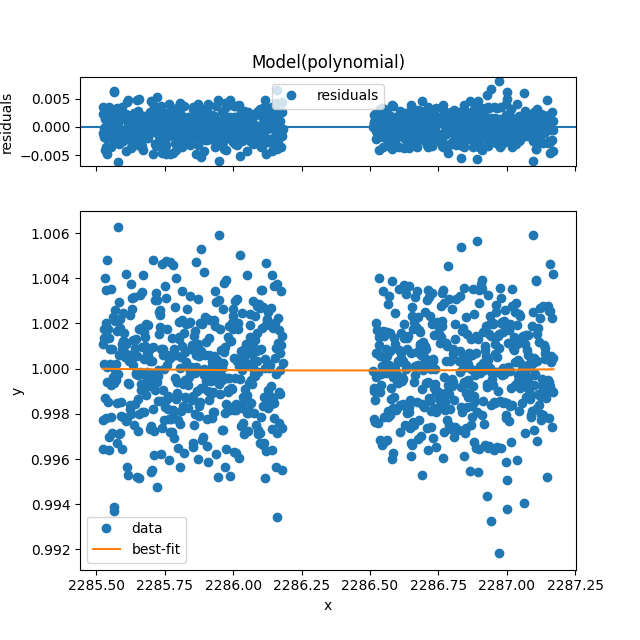 Model(polynomial)
residuals
0.005
0.000
−0.005
residuals
1.006
1.004
1.002
1.000
0.998
0.996
0.994
0.992
y
data
best-fit
2285.50 2285.75 2286.00 2286.25 2286.50 2286.75 2287.00 2287.25
x